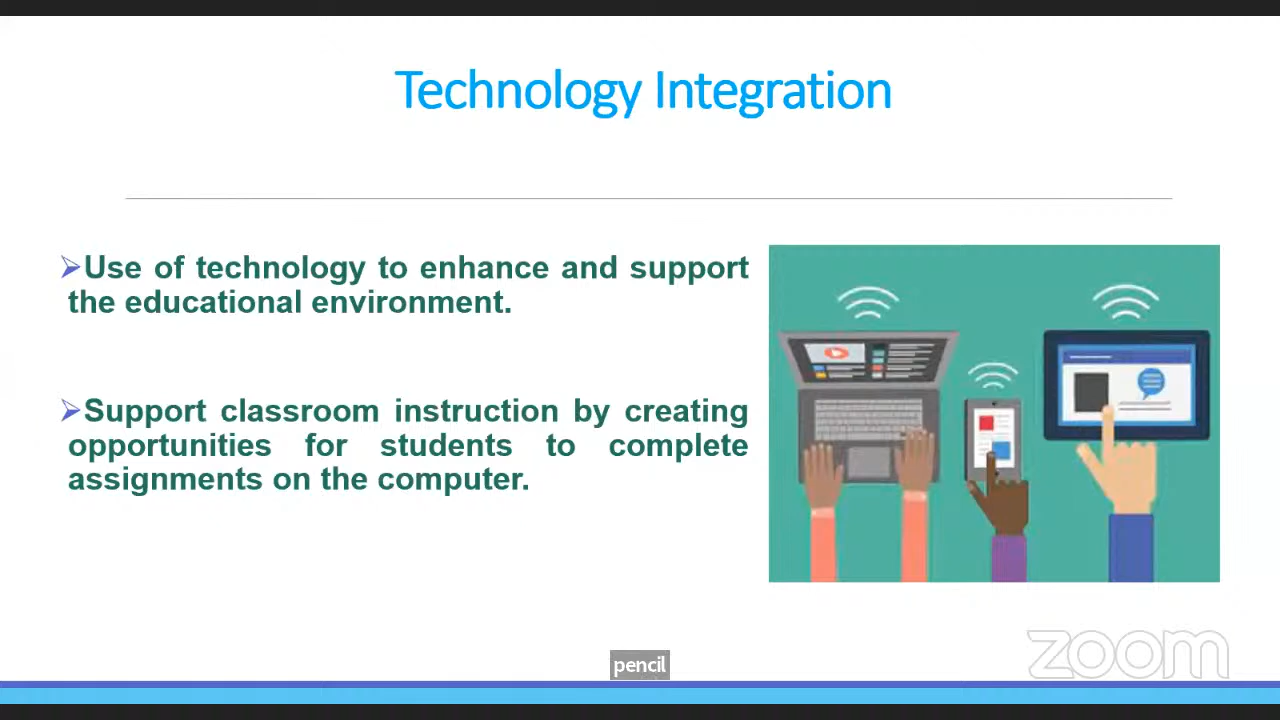 Technology Integration
Use of technology to enhance and support
the educational environment.
Support classroom instruction by creating
opportunities for students to complete
assignments on the computer.
pencil
zoom